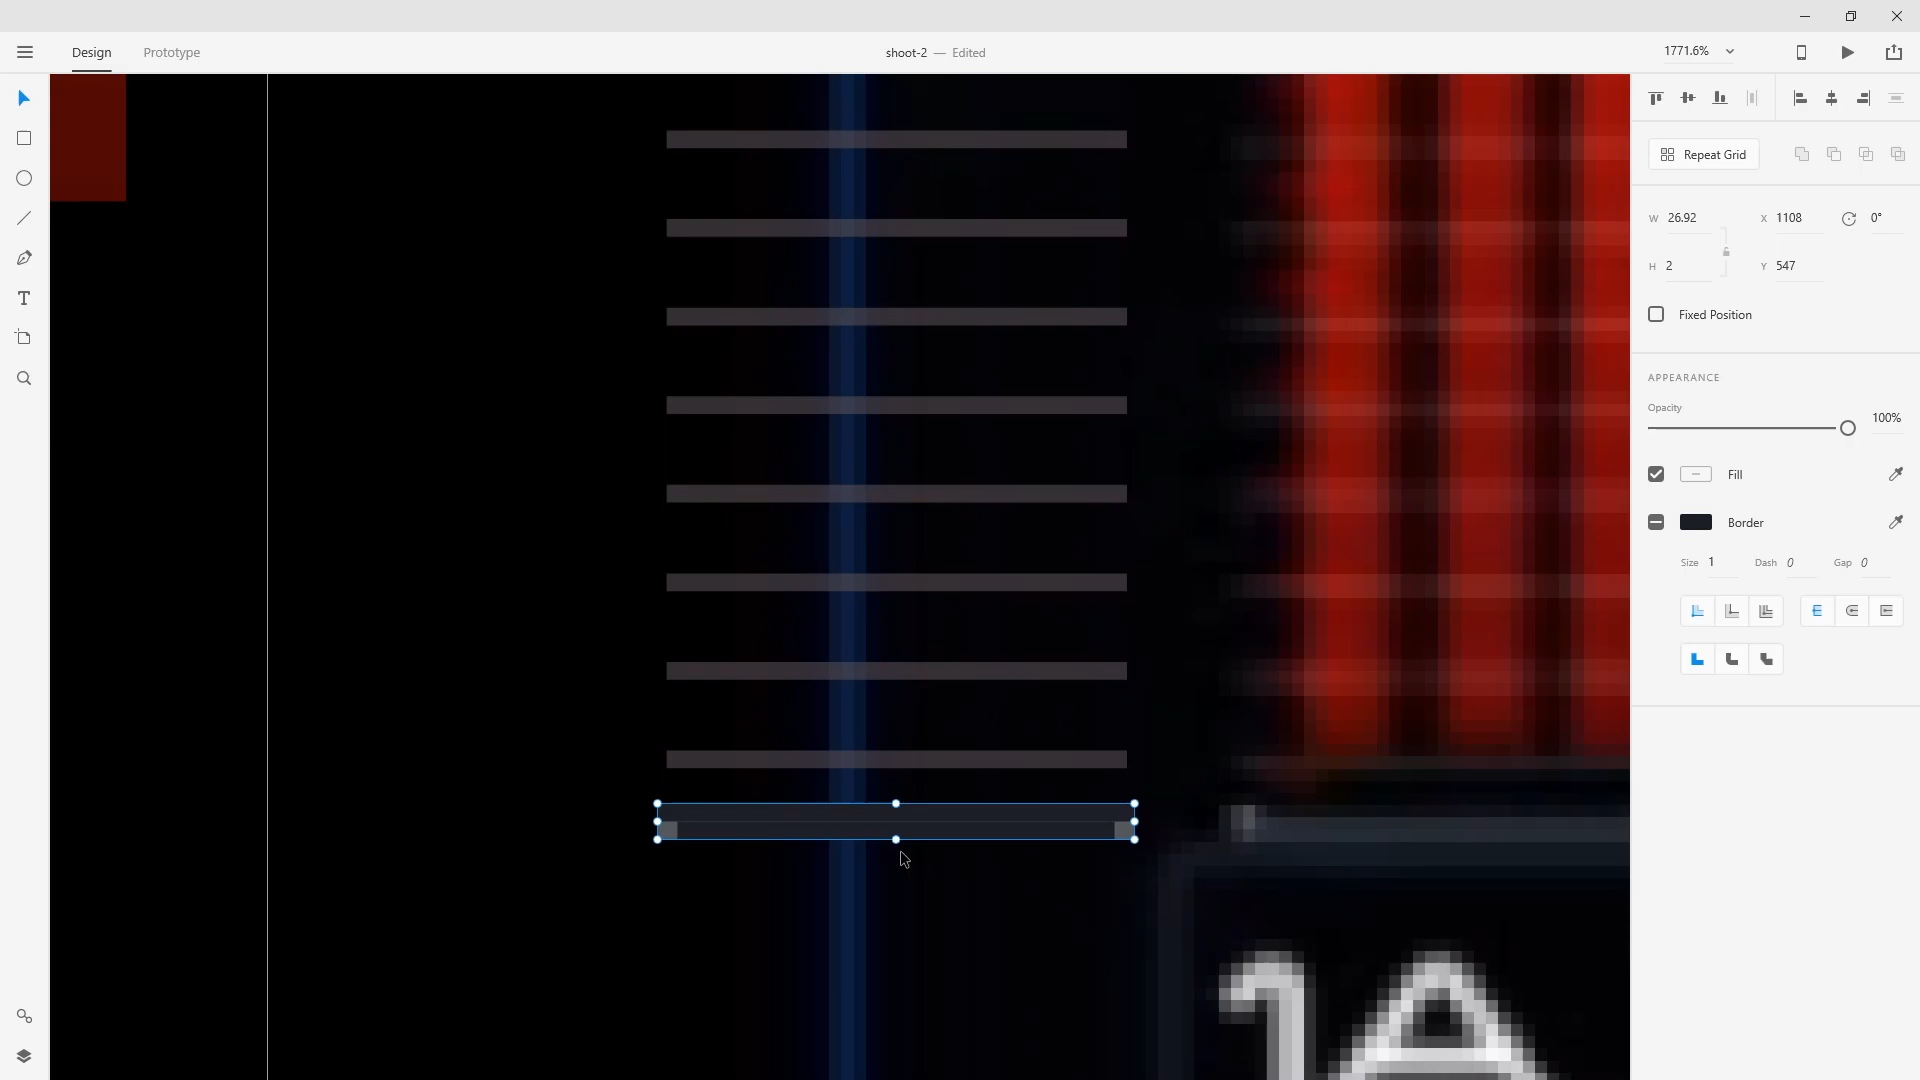 Design
Prototype
shoot-2 — Edited
1771.6%
Repeat Grid
W 26.92
X 1108
0°
H 2
Y 547
Fixed Position
APPEARANCE
Opacity
100%
Fill
Border
Size 1
Dash 0
Gap 0
1A